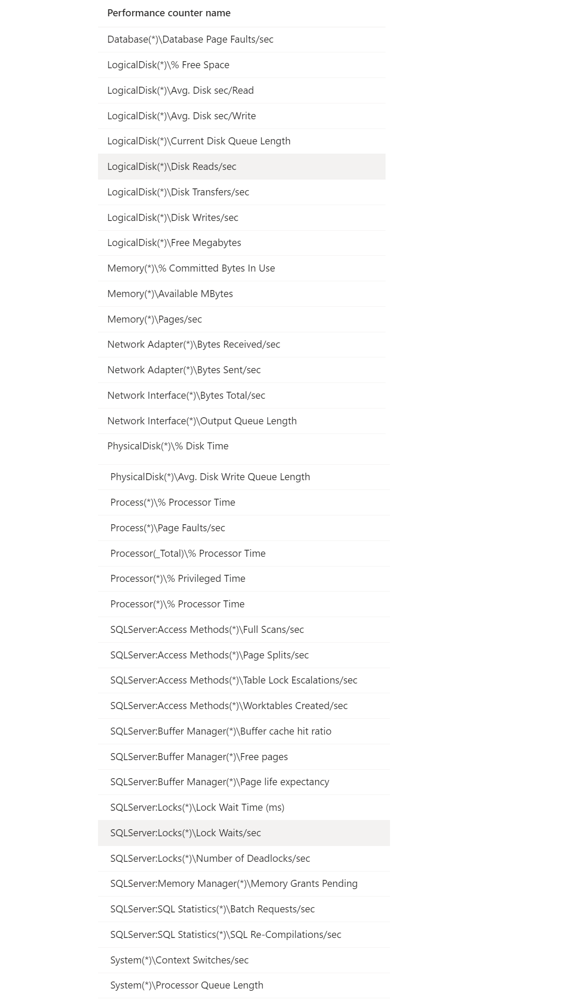 Performance counter name
Database(*)\Database Page Faults/sec
LogicalDisk(*)\% Free Space
LogicalDisk(*)\Avg. Disk sec/Read
LogicalDisk(*)\Avg. Disk sec/Write
LogicalDisk(*)\Current Disk Queue Length
LogicalDisk(*)\Disk Reads/sec
LogicalDisk(*)\Disk Transfers/sec
LogicalDisk(*)\Disk Writes/sec
LogicalDisk(*)\Free Megabytes
Memory(*)\% Committed Bytes In Use
Memory(*)\Available MBytes
Memory(*)\Pages/sec
Network Adapter(*)\Bytes Received/sec
Network Adapter(*)\Bytes Sent/sec
Network Interface(*)\Bytes Total/sec
Network Interface(*)\Output Queue Length
PhysicalDisk(*)\% Disk Time
PhysicalDisk(*)\Avg. Disk Write Queue Length
Process(*)\% Processor Time
Process(*)\Page Faults/sec
Processor(_Total)\% Processor Time
Processor(*)\% Privileged Time
Processor(*)\% Processor Time
SQLServer:Access Methods(*)\Full Scans/sec
SQLServer:Access Methods(*)\Page Splits/sec
SQLServer:Access Methods(*)\Table Lock Escalations/sec
SQLServer:Access Methods(*)\Worktables Created/sec
SQLServer:Buffer Manager(*)\Buffer cache hit ratio
SQLServer:Buffer Manager(*)\Free pages
SQLServer:Buffer Manager(*)\Page life expectancy
SQLServer:Locks(*)\Lock Wait Time (ms)
SQLServer:Locks(*)\Lock Waits/sec
SQLServer:Locks(*)\Number of Deadlocks/sec
SQLServer:Memory Manager(*)\Memory Grants Pending
SQLServer:SQL Statistics(*)\Batch Requests/sec
SQLServer:SQL Statistics(*)\SQL Re-Compilations/sec
System(*)\Context Switches/sec
System(*)\Processor Queue Length